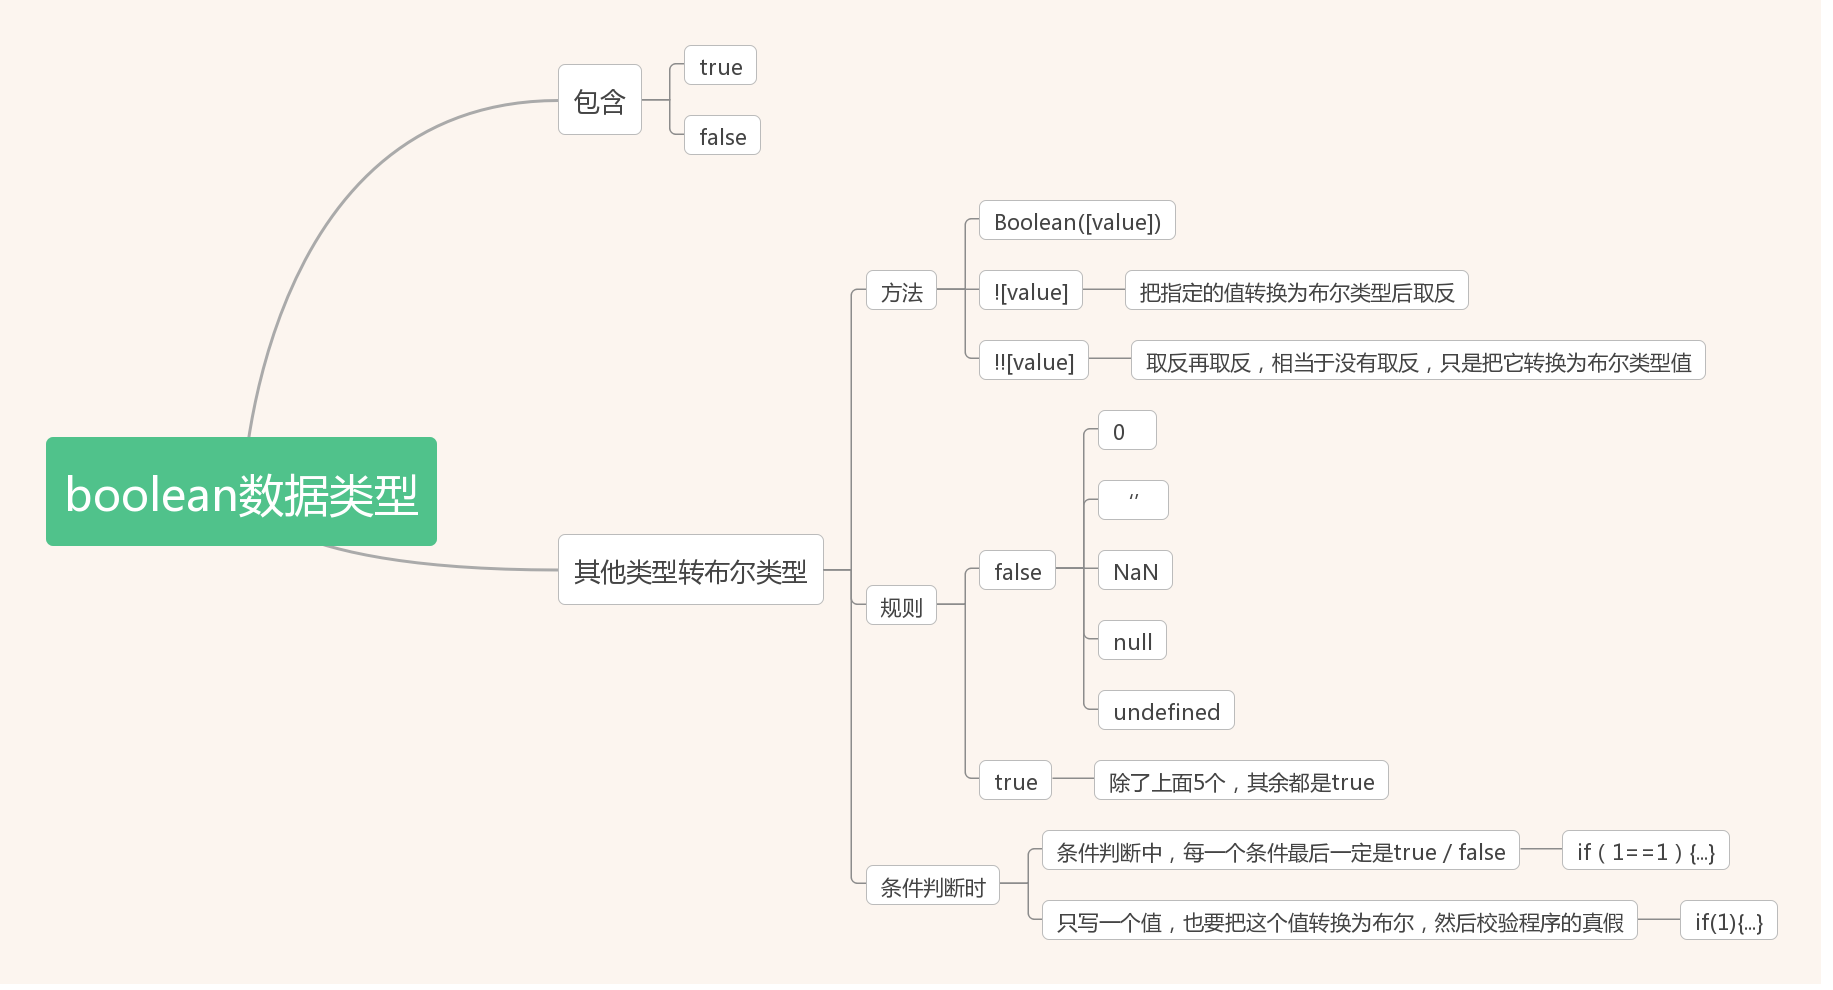 boolean数据类型
包含
true
false
其他类型转布尔类型
方法
Boolean([value])
![value]
把指定的值转换为布尔类型后取反
!![value]
取反再取反，相当于没有取反，只是把它转换为布尔类型值
规则
false
0
‘’
NaN
null
undefined
true
除了上面5个，其余都是true
条件判断时
条件判断中，每一个条件最后一定是true / false
if（1==1）{...}
只写一个值，也要把这个值转换为布尔，然后校验程序的真假
if(1){...}